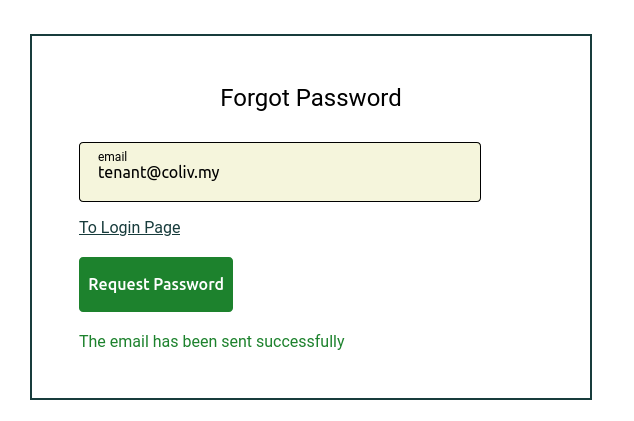 Forgot Password
email
tenant@coliv.my
To Login Page
Request Password
The email has been sent successfully